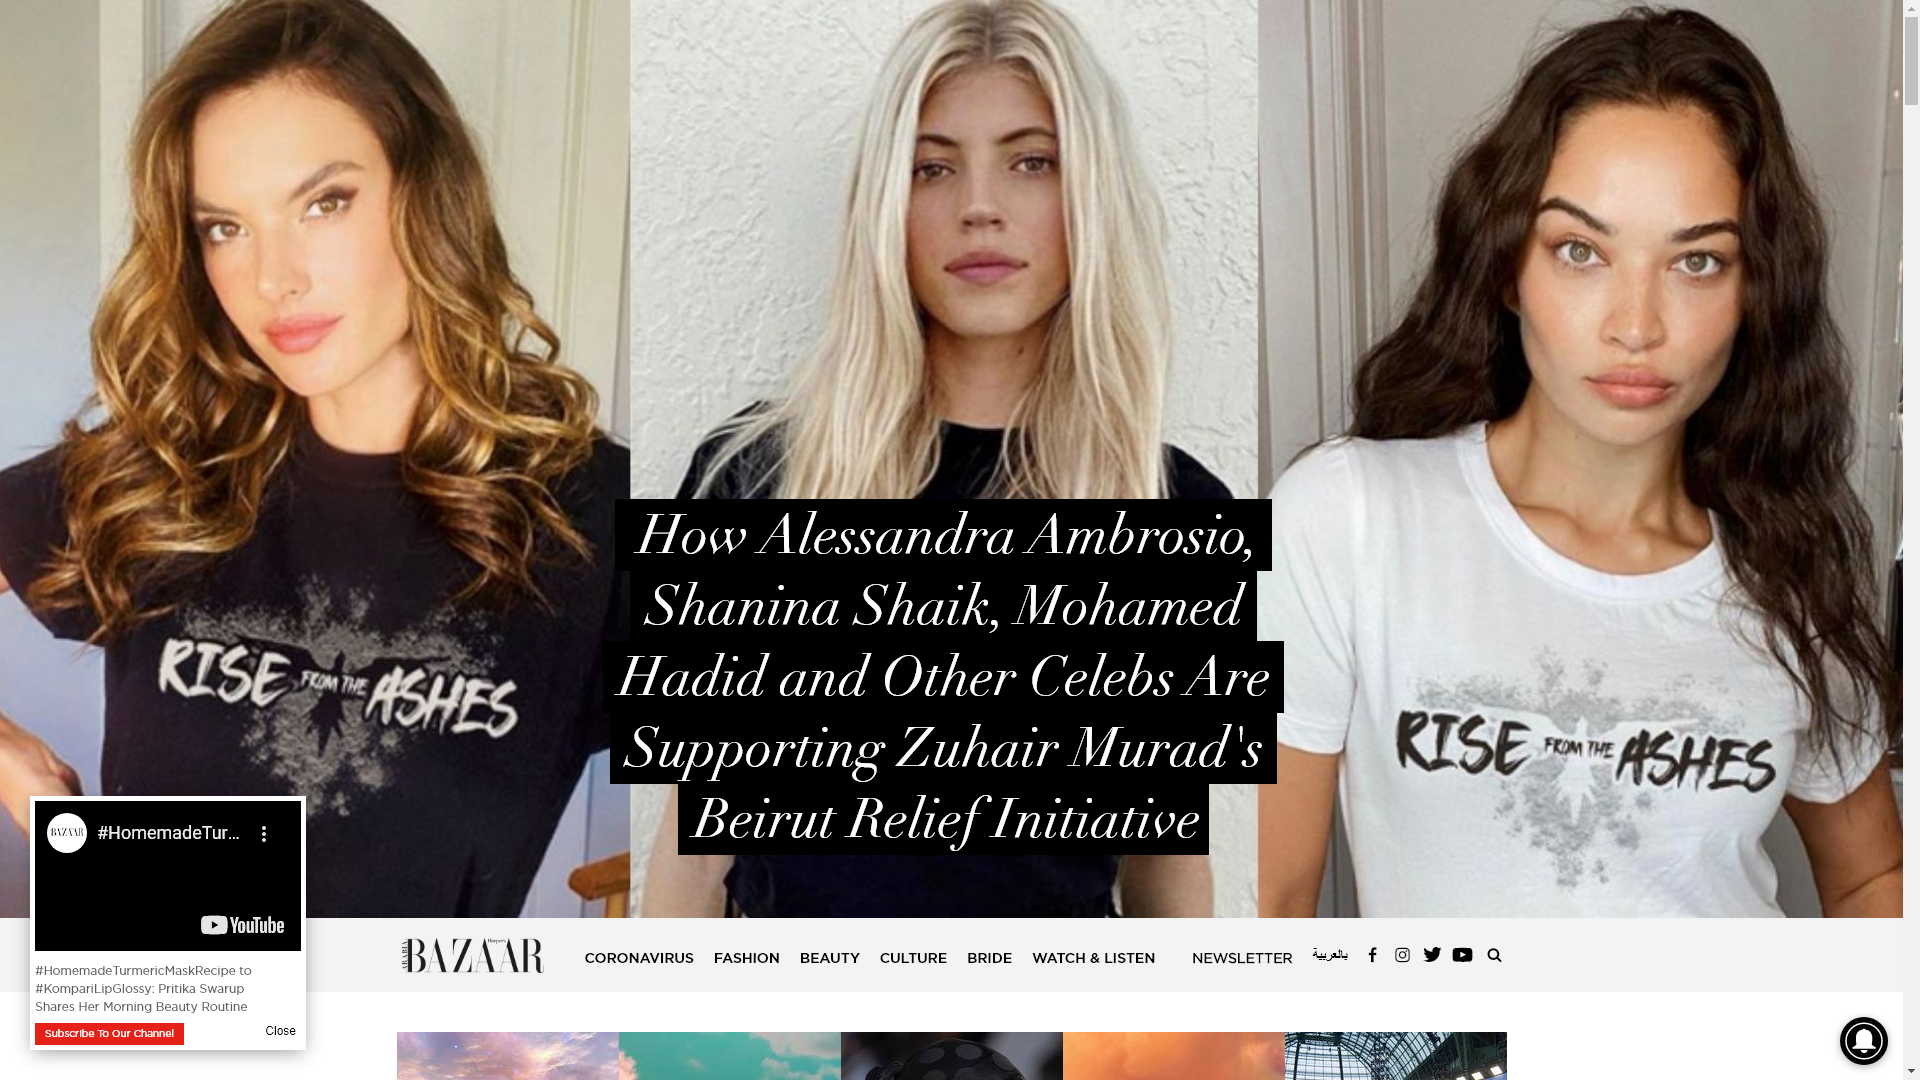 RISE FROM THE ASHES
RISE FROM THE ASHES
How Alessandra Ambrosio,
Shanina Shaik, Mohamed
Hadid and Other Celebs Are
Supporting Zuhair Murad's
Beirut Relief Initiative
BAZAAR
#HomemadeTur...
YouTube
#HomemadeTurmericMaskRecipe to
#KompariLipGlossy: Pritika Swarup
Shares Her Morning Beauty Routine
Subscribe To Our Channel
Close
Harper's
BAZAAR
ARABIA
CORONAVIRUS FASHION BEAUTY CULTURE BRIDE WATCH & LISTEN NEWSLETTER بالعربية